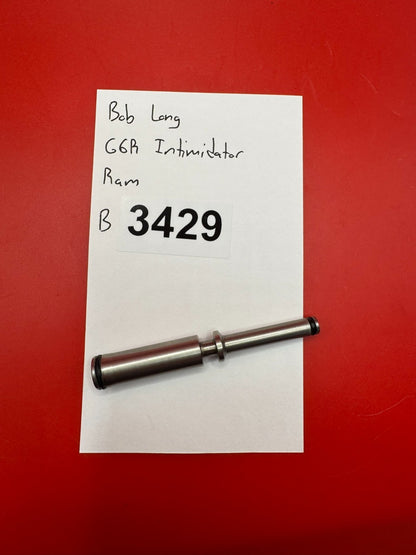 Bob Long
G6R Intimidator
Ram
B 3429